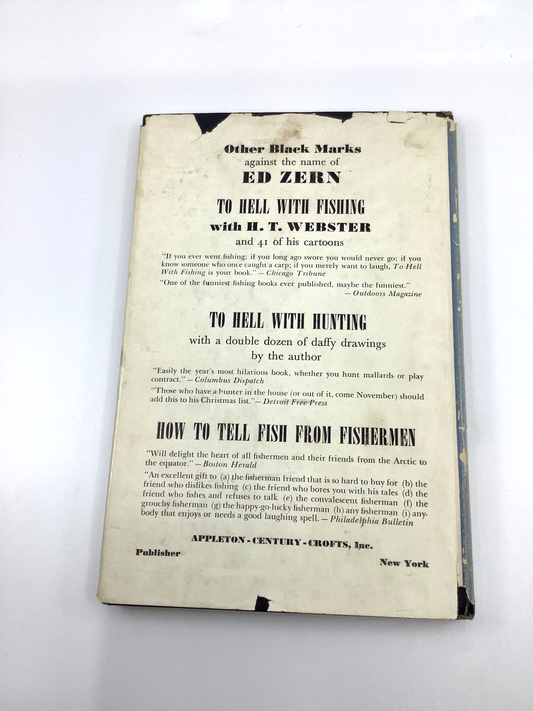 Other Black Marks
against the name of
ED ZERN
TO HELL WITH FISHING
with H. T. WEBSTER
and 41 of his cartoons
"If you ever went fishing; if you long ago swore you would never go; if you
know someone who once caught a carp; if you merely want to laugh, To Hell
With Fishing is your book." — Chicago Tribune
"One of the funniest fishing books ever published, maybe the funniest."
— Outdoors Magazine
TO HELL WITH HUNTING
with a double dozen of daffy drawings
by the author
"Easily the year's most hilarious book, whether you hunt mallards or play
contract." — Columbus Dispatch
"Those who have a hunter in the house (or out of it, come November) should
add this to his Christmas list." — Detroit Free Press
HOW TO TELL FISH FROM FISHERMEN
"Will delight the heart of all fishermen and their friends from the Arctic to
the equator." — Boston Herald
"An excellent gift to (a) the fisherman friend that is so hard to buy for (b) the
friend who dislikes fishing (c) the friend who bores you with his tales (d) the
friend who fishes and refuses to talk (e) the convalescent fisherman (f) the
grouchy fisherman (g) the happy-go-lucky fisherman (h) any fisherman (i) any-
body that enjoys or needs a good laughing spell. — Philadelphia Bulletin
APPLETON - CENTURY - CROFTS, Inc.
Publisher
New York